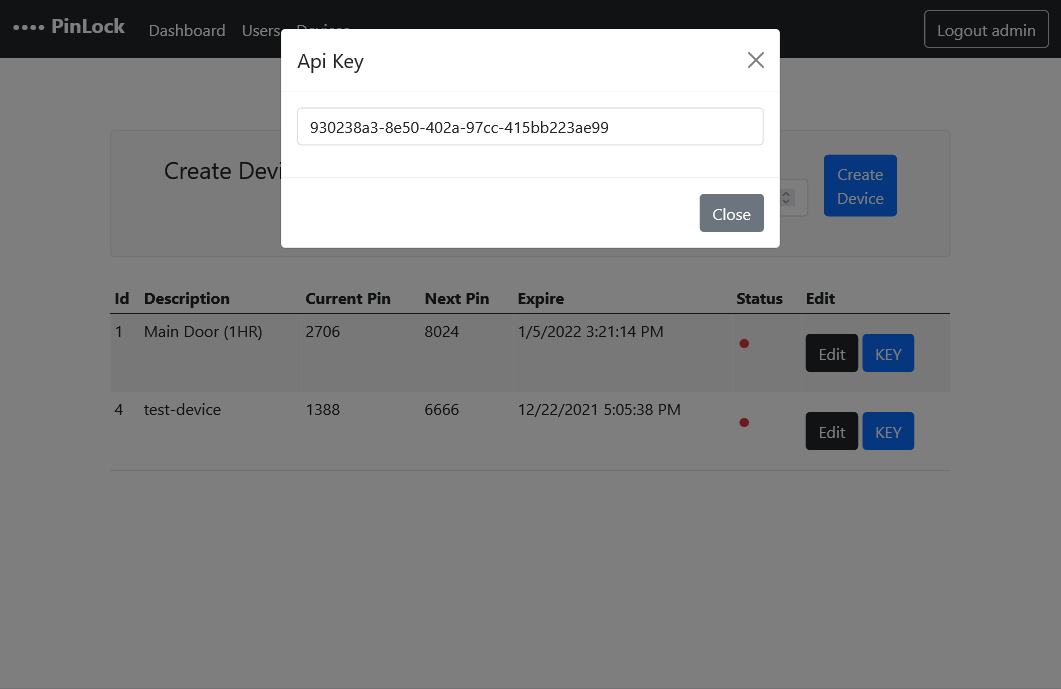 •••• PinLock Dashboard Users Devices Logout admin
Api Key
930238a3-8e50-402a-97cc-415bb223ae99
Close
Create Devi
Create
Device
Id Description Current Pin Next Pin Expire Status Edit
1 Main Door (1HR) 2706 8024 1/5/2022 3:21:14 PM Edit KEY
4 test-device 1388 6666 12/22/2021 5:05:38 PM Edit KEY